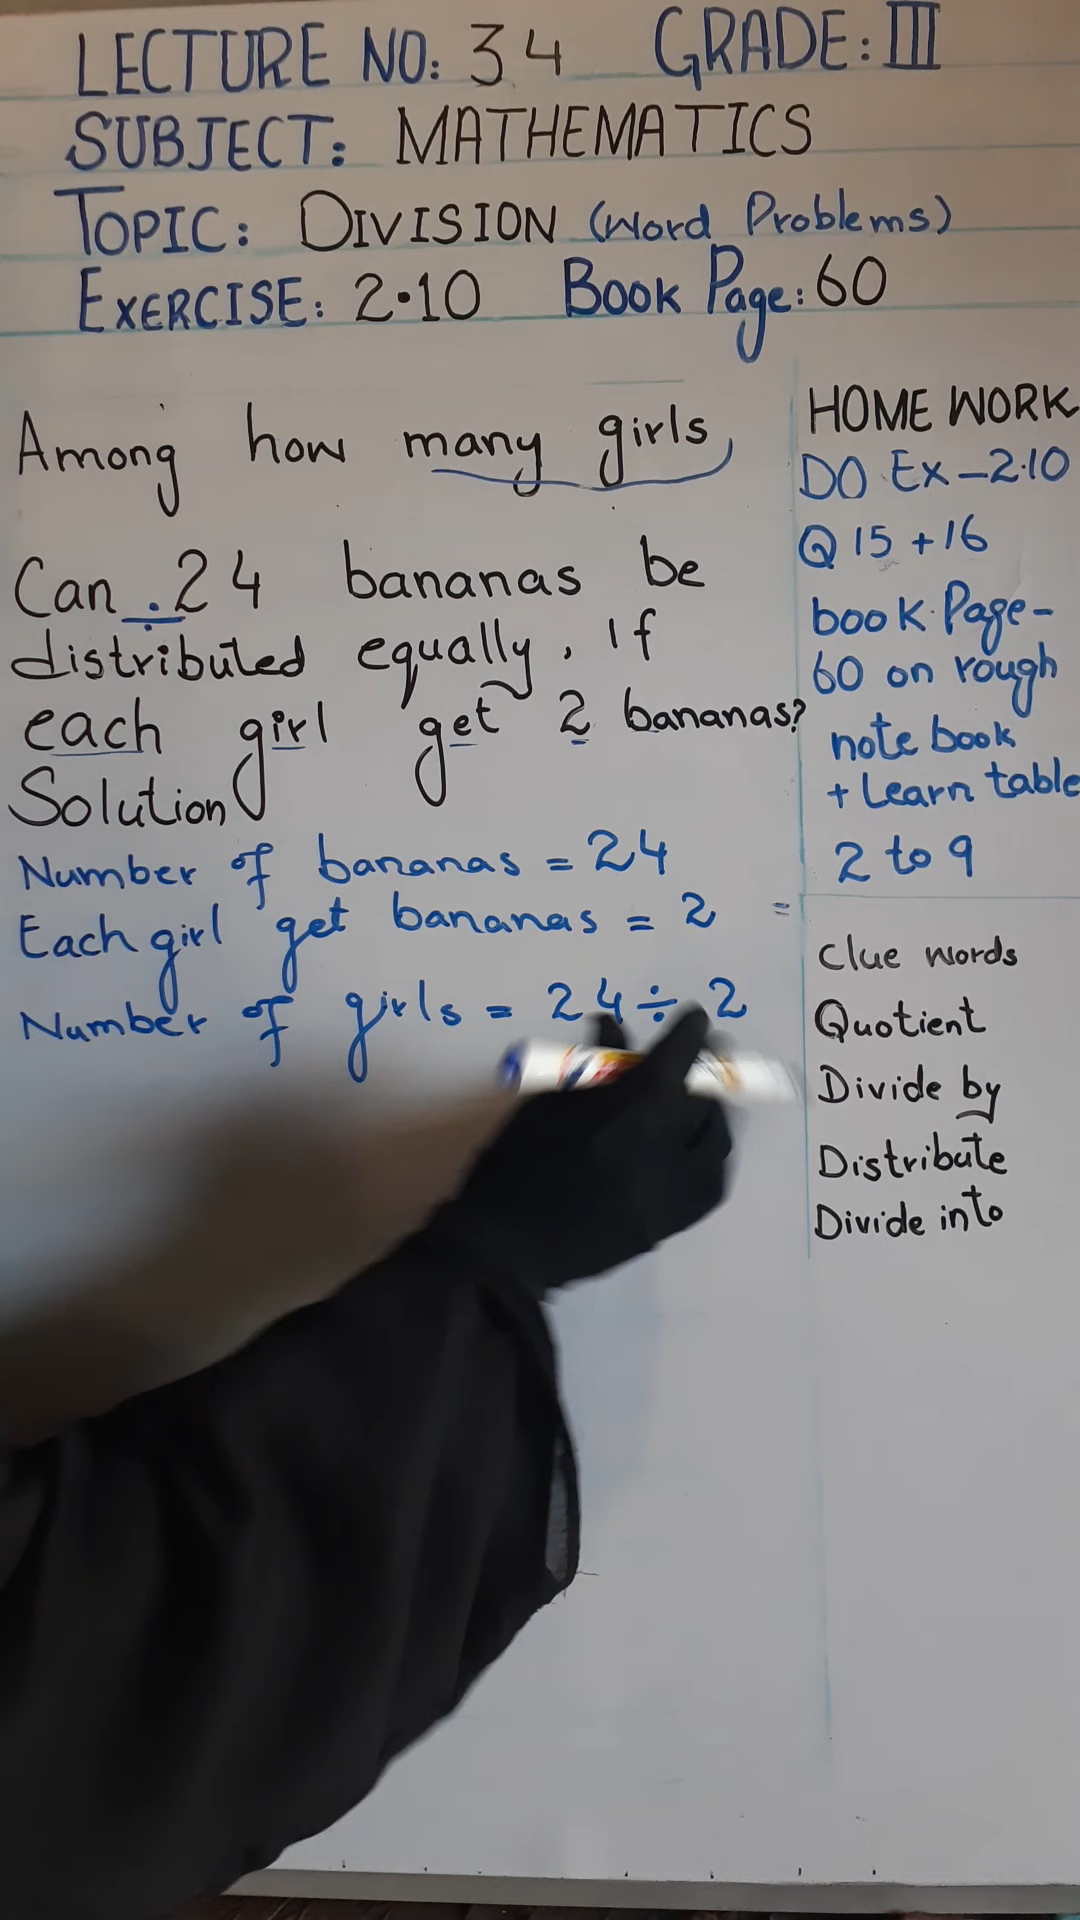 LECTURE NO: 34 GRADE: III
SUBJECT: MATHEMATICS
TOPIC: DIVISION (Word Problems)
EXERCISE: 2.10 Book Page: 60
Among how many girls
Can 24 bananas be
distributed equally, If
each girl get 2 bananas?
Solution
Number of bananas = 24
Each girl get bananas = 2 =
Number of girls = 24 ÷ 2
HOME WORK
DO Ex-2.10
Q 15 + 16
book Page-
60 on rough
note book
+ Learn table
2 to 9
Clue words
Quotient
Divide by
Distribute
Divide into